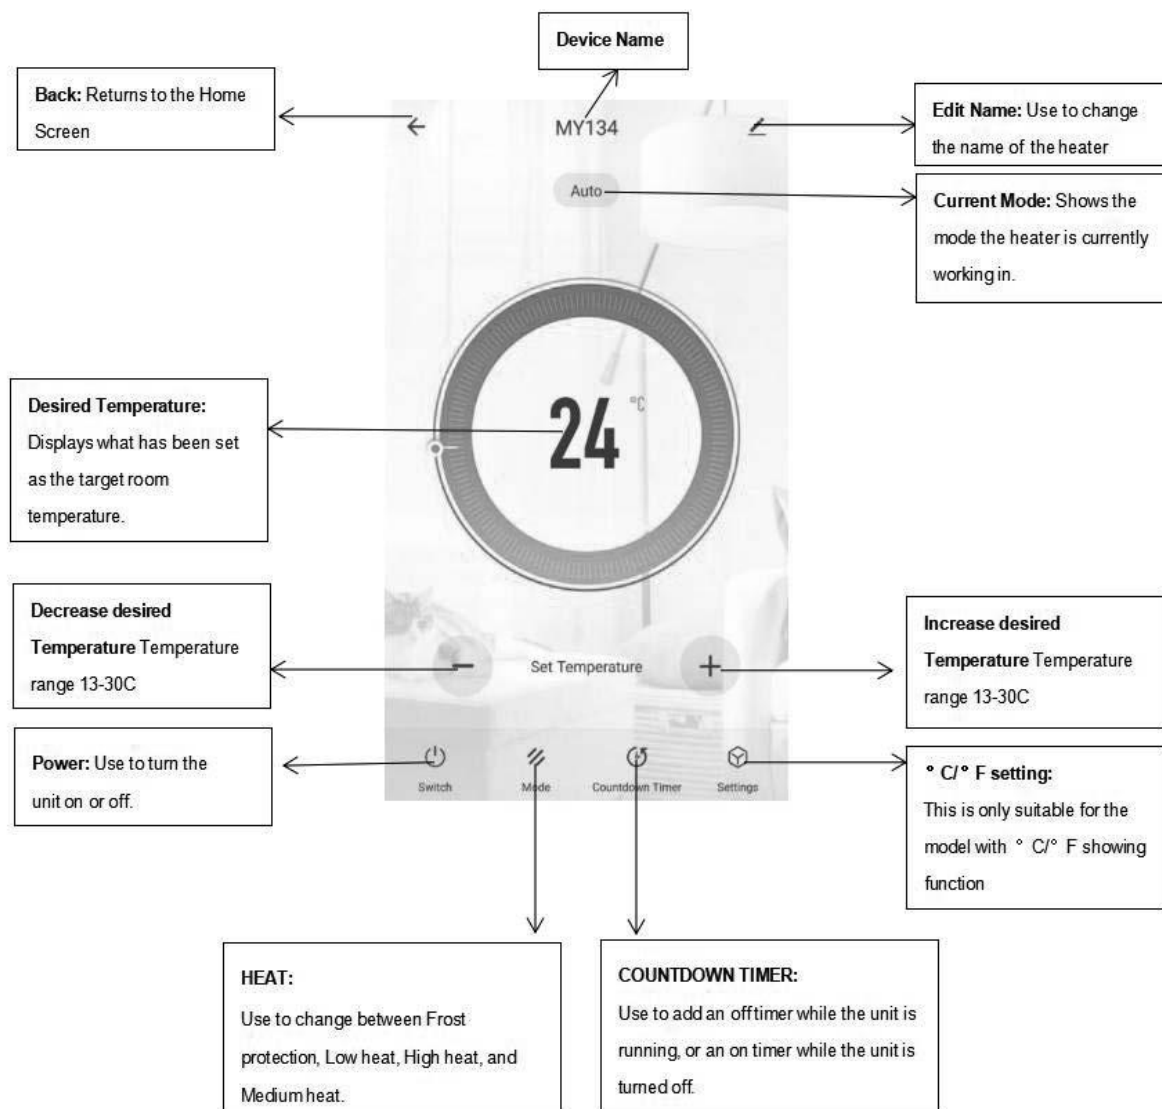 Device Name
Back: Returns to the Home
Screen
MY134
Edit Name: Use to change
the name of the heater
Auto
Current Mode: Shows the
mode the heater is currently
working in.
Desired Temperature:
Displays what has been set
as the target room
temperature.
24 °C
Decrease desired
Temperature Temperature
range 13-30C
Set Temperature
Increase desired
Temperature Temperature
range 13-30C
Power: Use to turn the
unit on or off.
Switch
Mode
Countdown Timer
Settings
° C/° F setting:
This is only suitable for the
model with ° C/° F showing
function
HEAT:
Use to change between Frost
protection, Low heat, High heat, and
Medium heat.
COUNTDOWN TIMER:
Use to add an off timer while the unit is
running, or an on timer while the unit is
turned off.